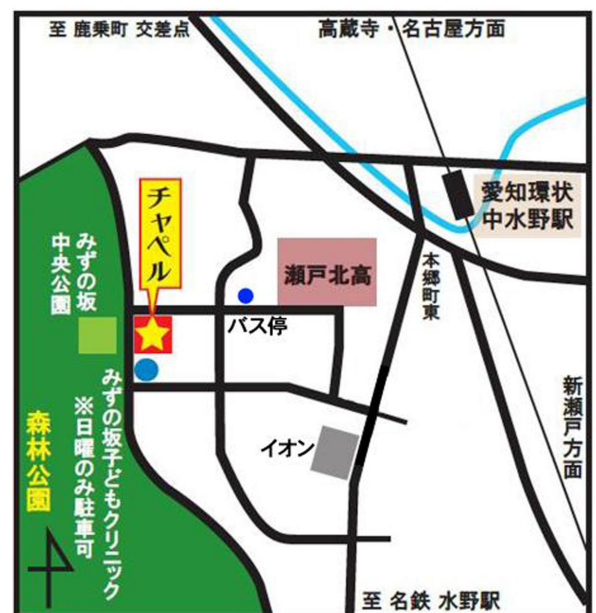 至 鹿乗町 交差点
高蔵寺・名古屋方面
愛知環状
中水野駅
チャペル
みずの坂
中央公園
瀬戸北高
本郷町東
バス停
新瀬戸方面
みずの坂子どもクリニック
※日曜のみ駐車可
イオン
森林公園
至 名鉄 水野駅